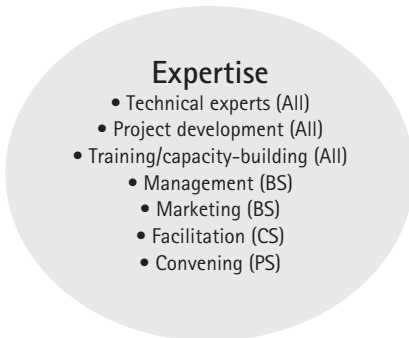 Expertise
• Technical experts (All)
• Project development (All)
• Training/capacity-building (All)
• Management (BS)
• Marketing (BS)
• Facilitation (CS)
• Convening (PS)